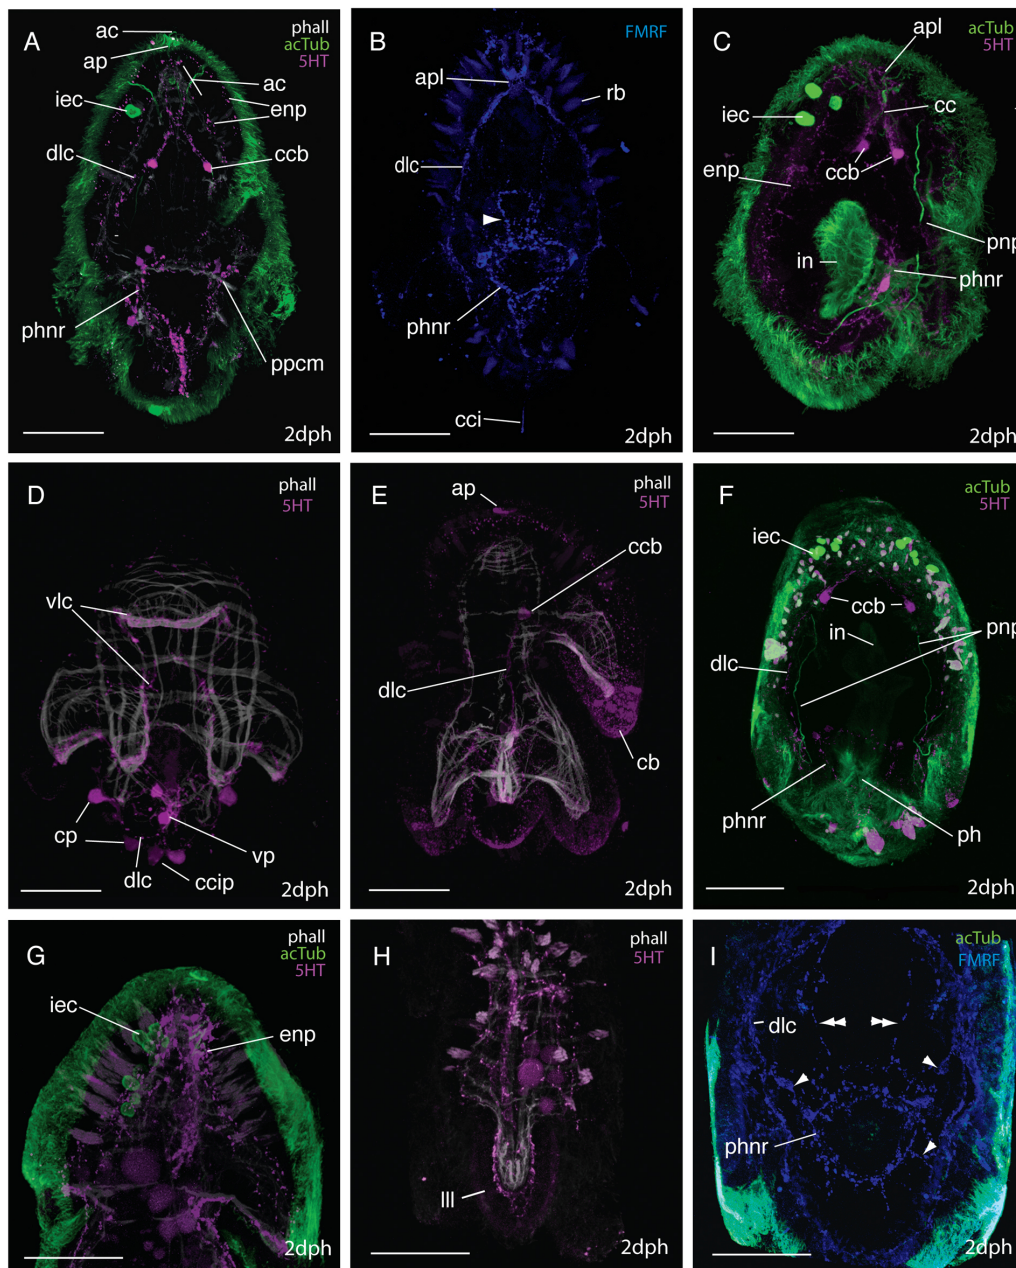 A
phall
acTub
5HT
ac
ap
ac
iec
enp
dlc
ccb
phnr
ppcm
2dph
B
FMRF
apl
rb
dlc
phnr
cci
2dph
C
acTub
5HT
apl
cc
iec
ccb
enp
in
pnp
phnr
2dph
D
phall
5HT
vlc
cp
dlc
vp
ccip
2dph
E
phall
5HT
ap
ccb
dlc
cb
2dph
F
acTub
5HT
iec
ccb
in
pnp
dlc
phnr
ph
2dph
G
phall
acTub
5HT
iec
enp
2dph
H
phall
5HT
lll
2dph
I
acTub
FMRF
dlc
phnr
2dph